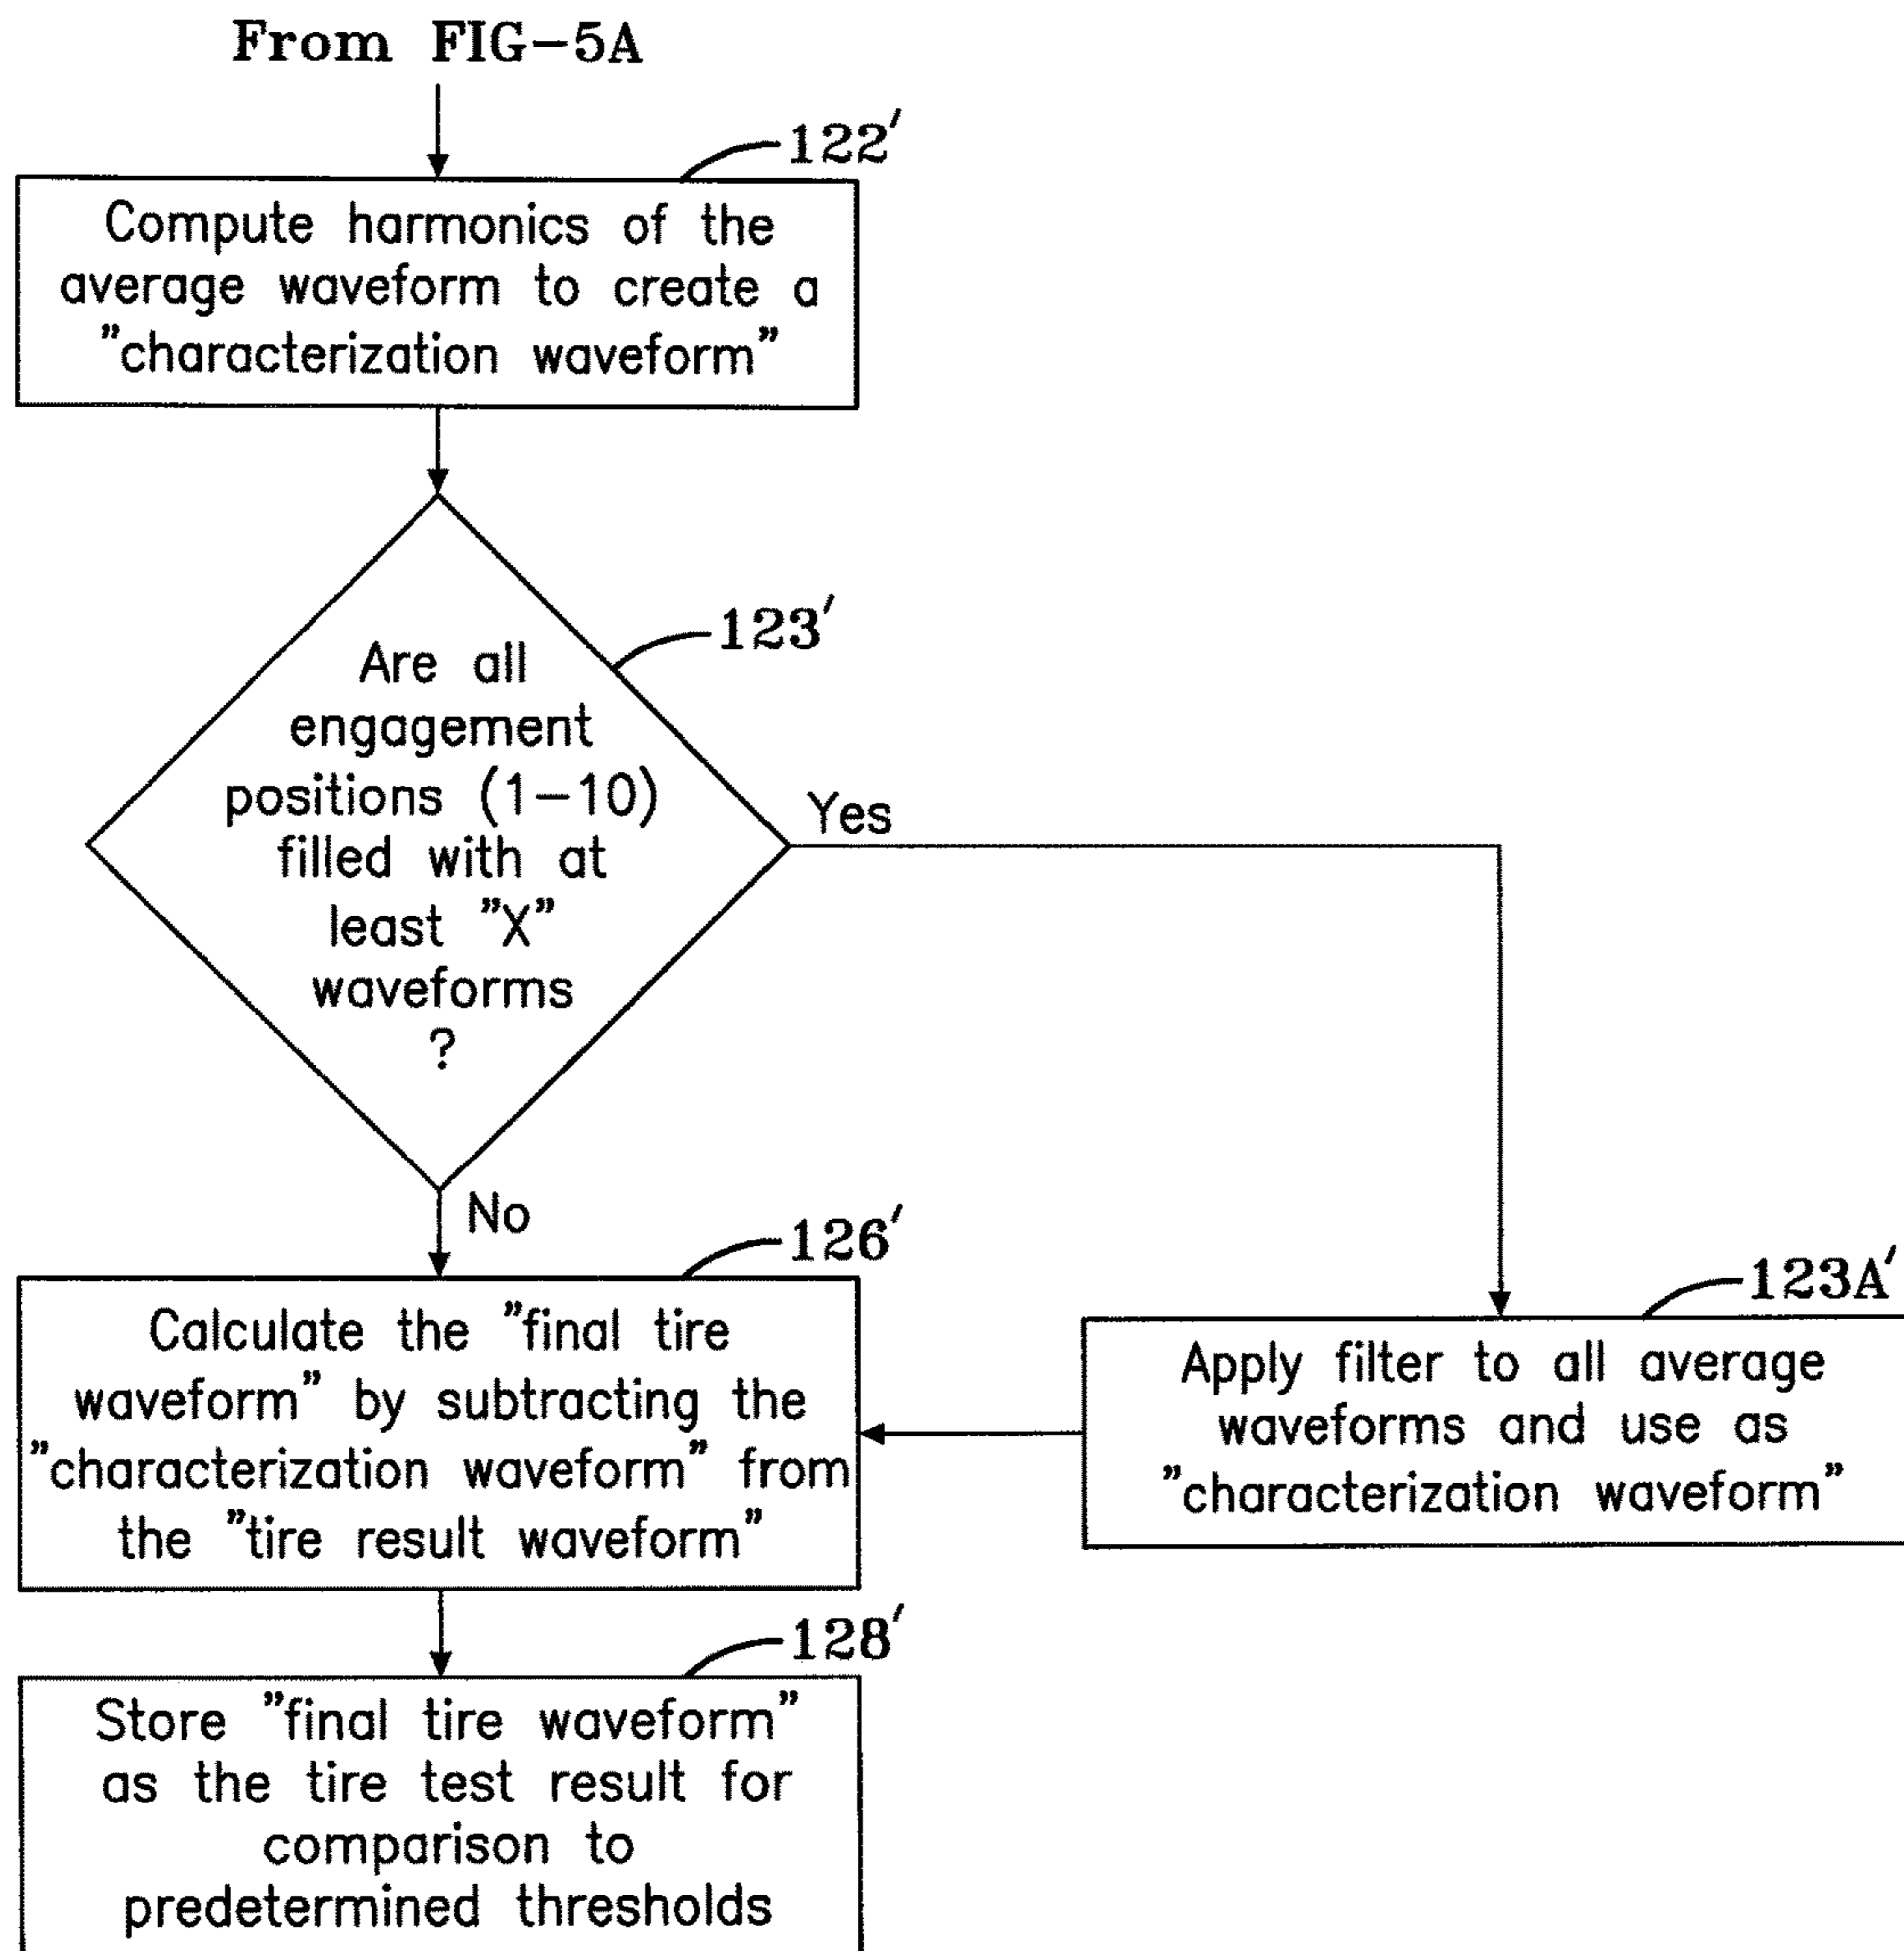 From FIG-5A
122'
Compute harmonics of the
average waveform to create a
"characterization waveform"
123'
Are all
engagement
positions (1-10)
filled with at
least "X"
waveforms
?
Yes
No
126'
Calculate the "final tire
waveform" by subtracting the
"characterization waveform" from
the "tire result waveform"
123A'
Apply filter to all average
waveforms and use as
"characterization waveform"
128'
Store "final tire waveform"
as the tire test result for
comparison to
predetermined thresholds